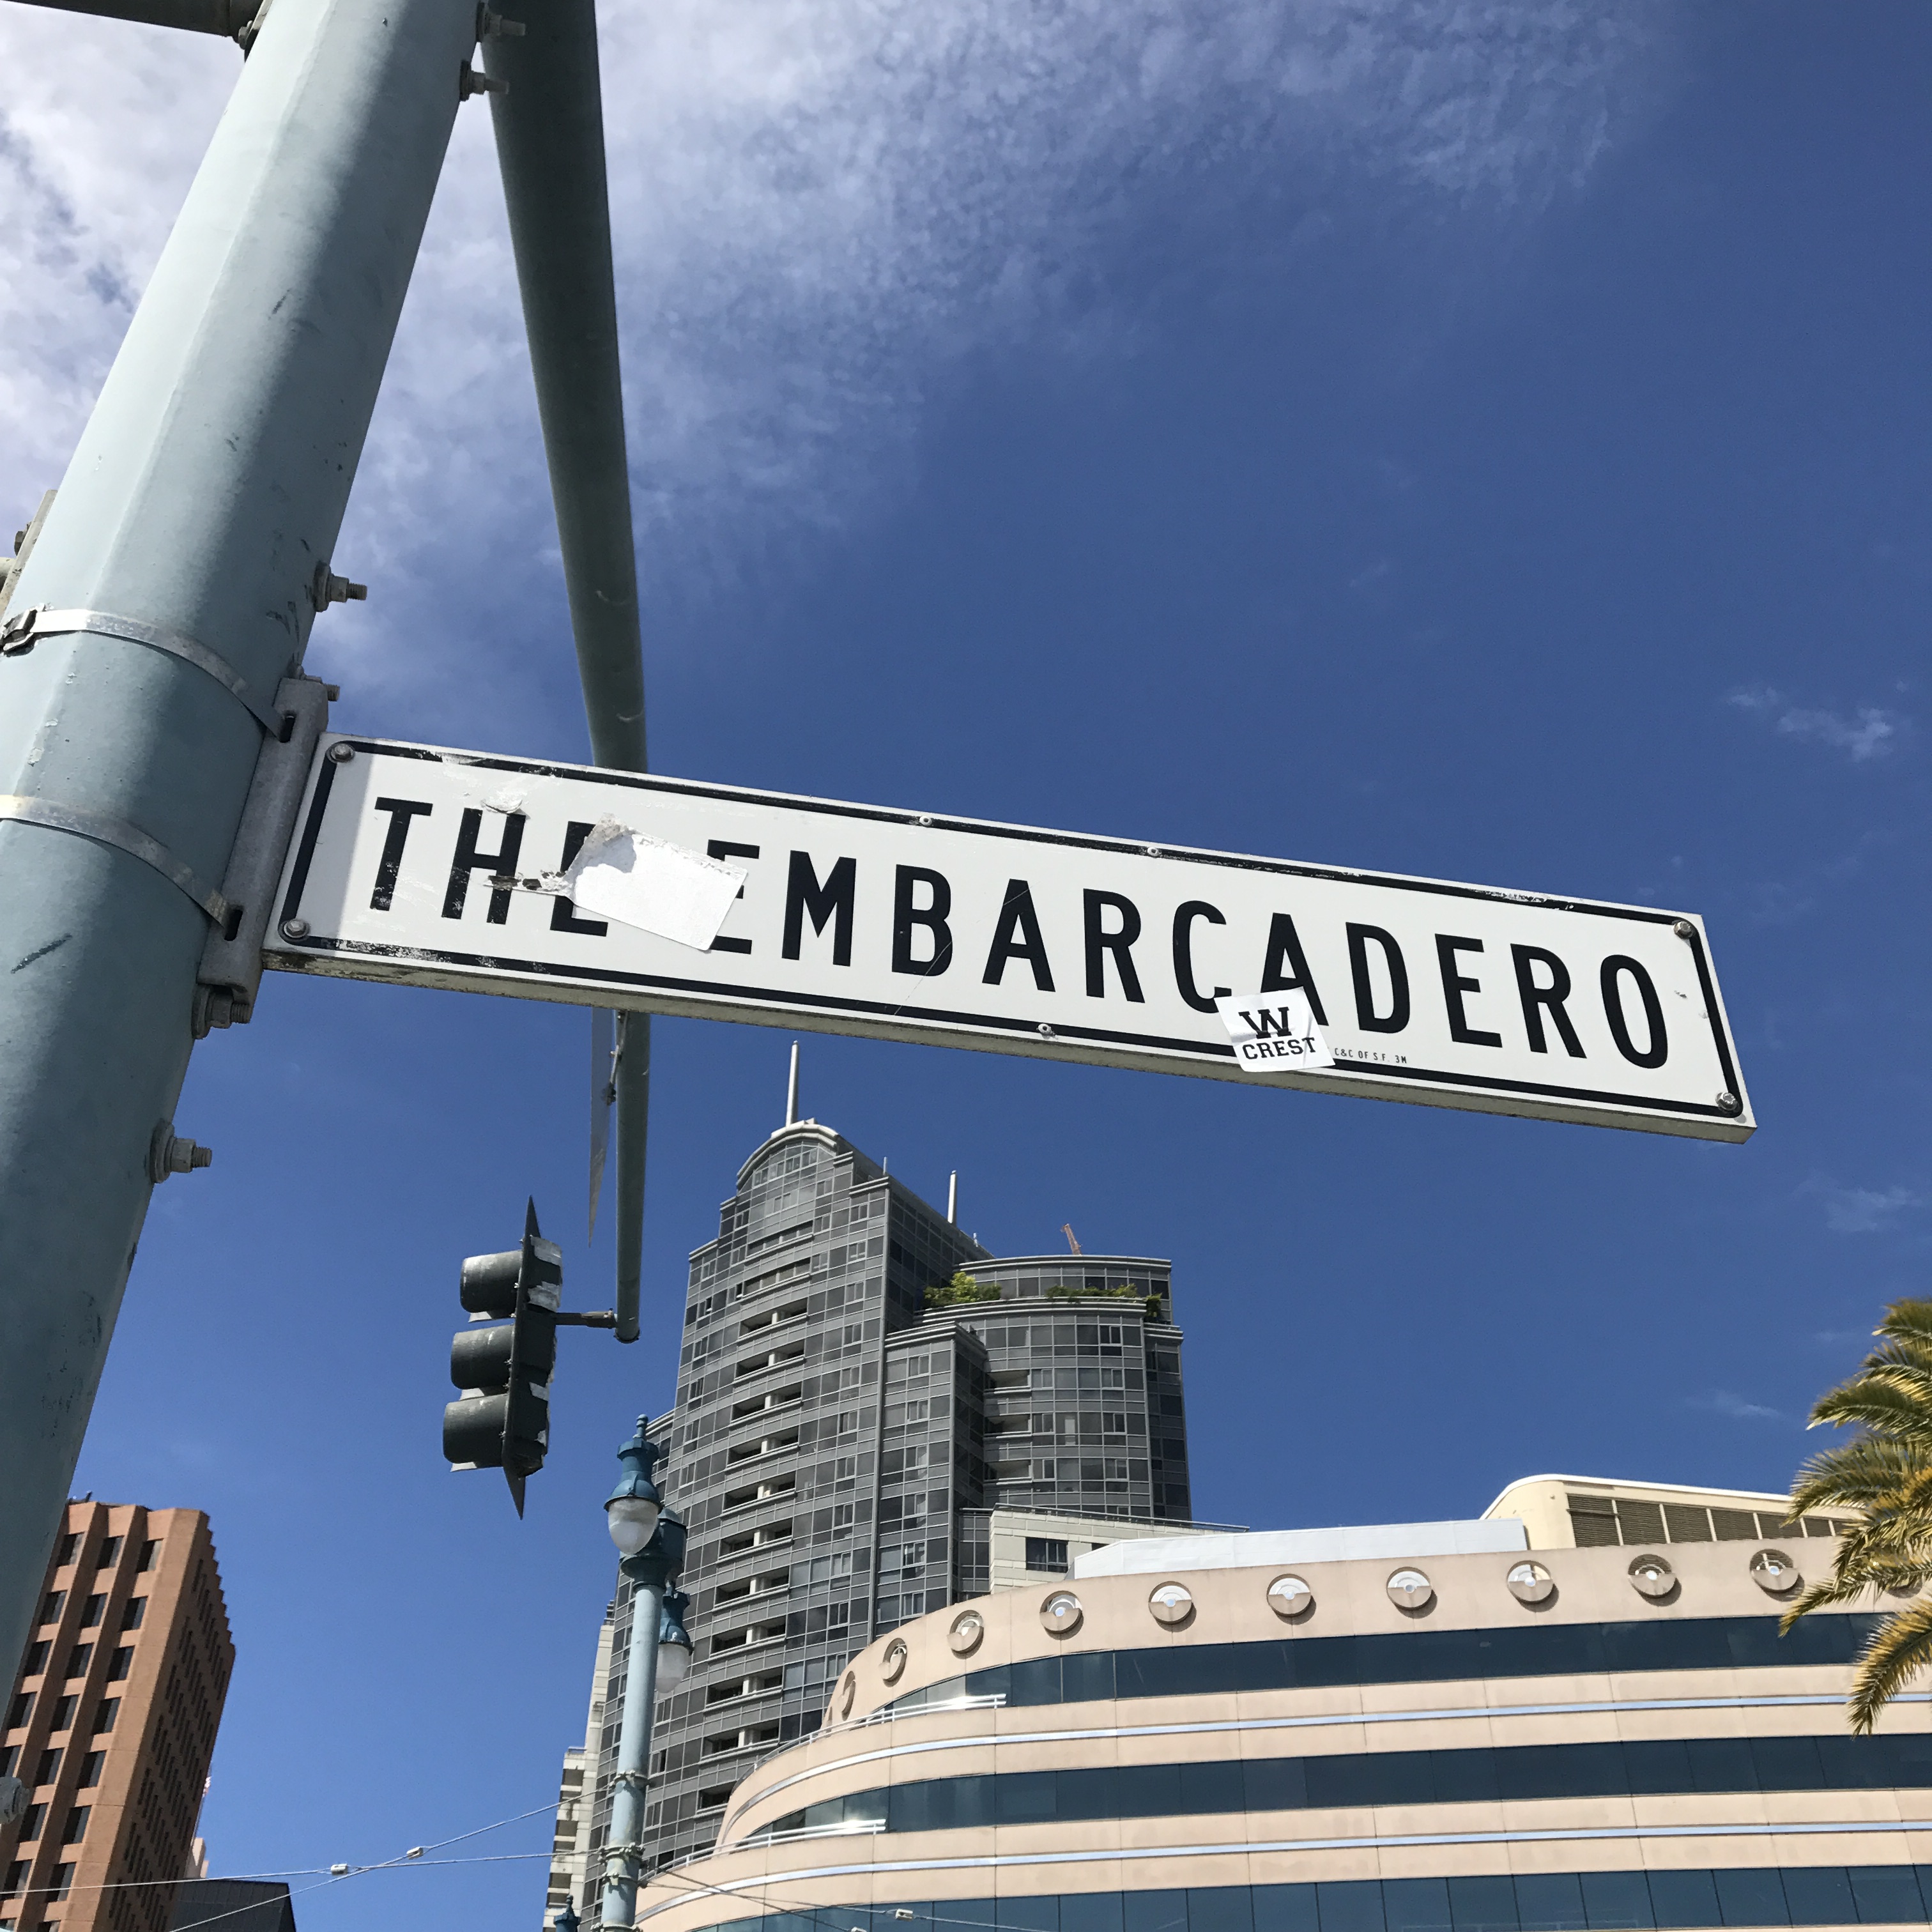 THE EMBARCADERO
W
CREST
C&C OF S.F. 3M